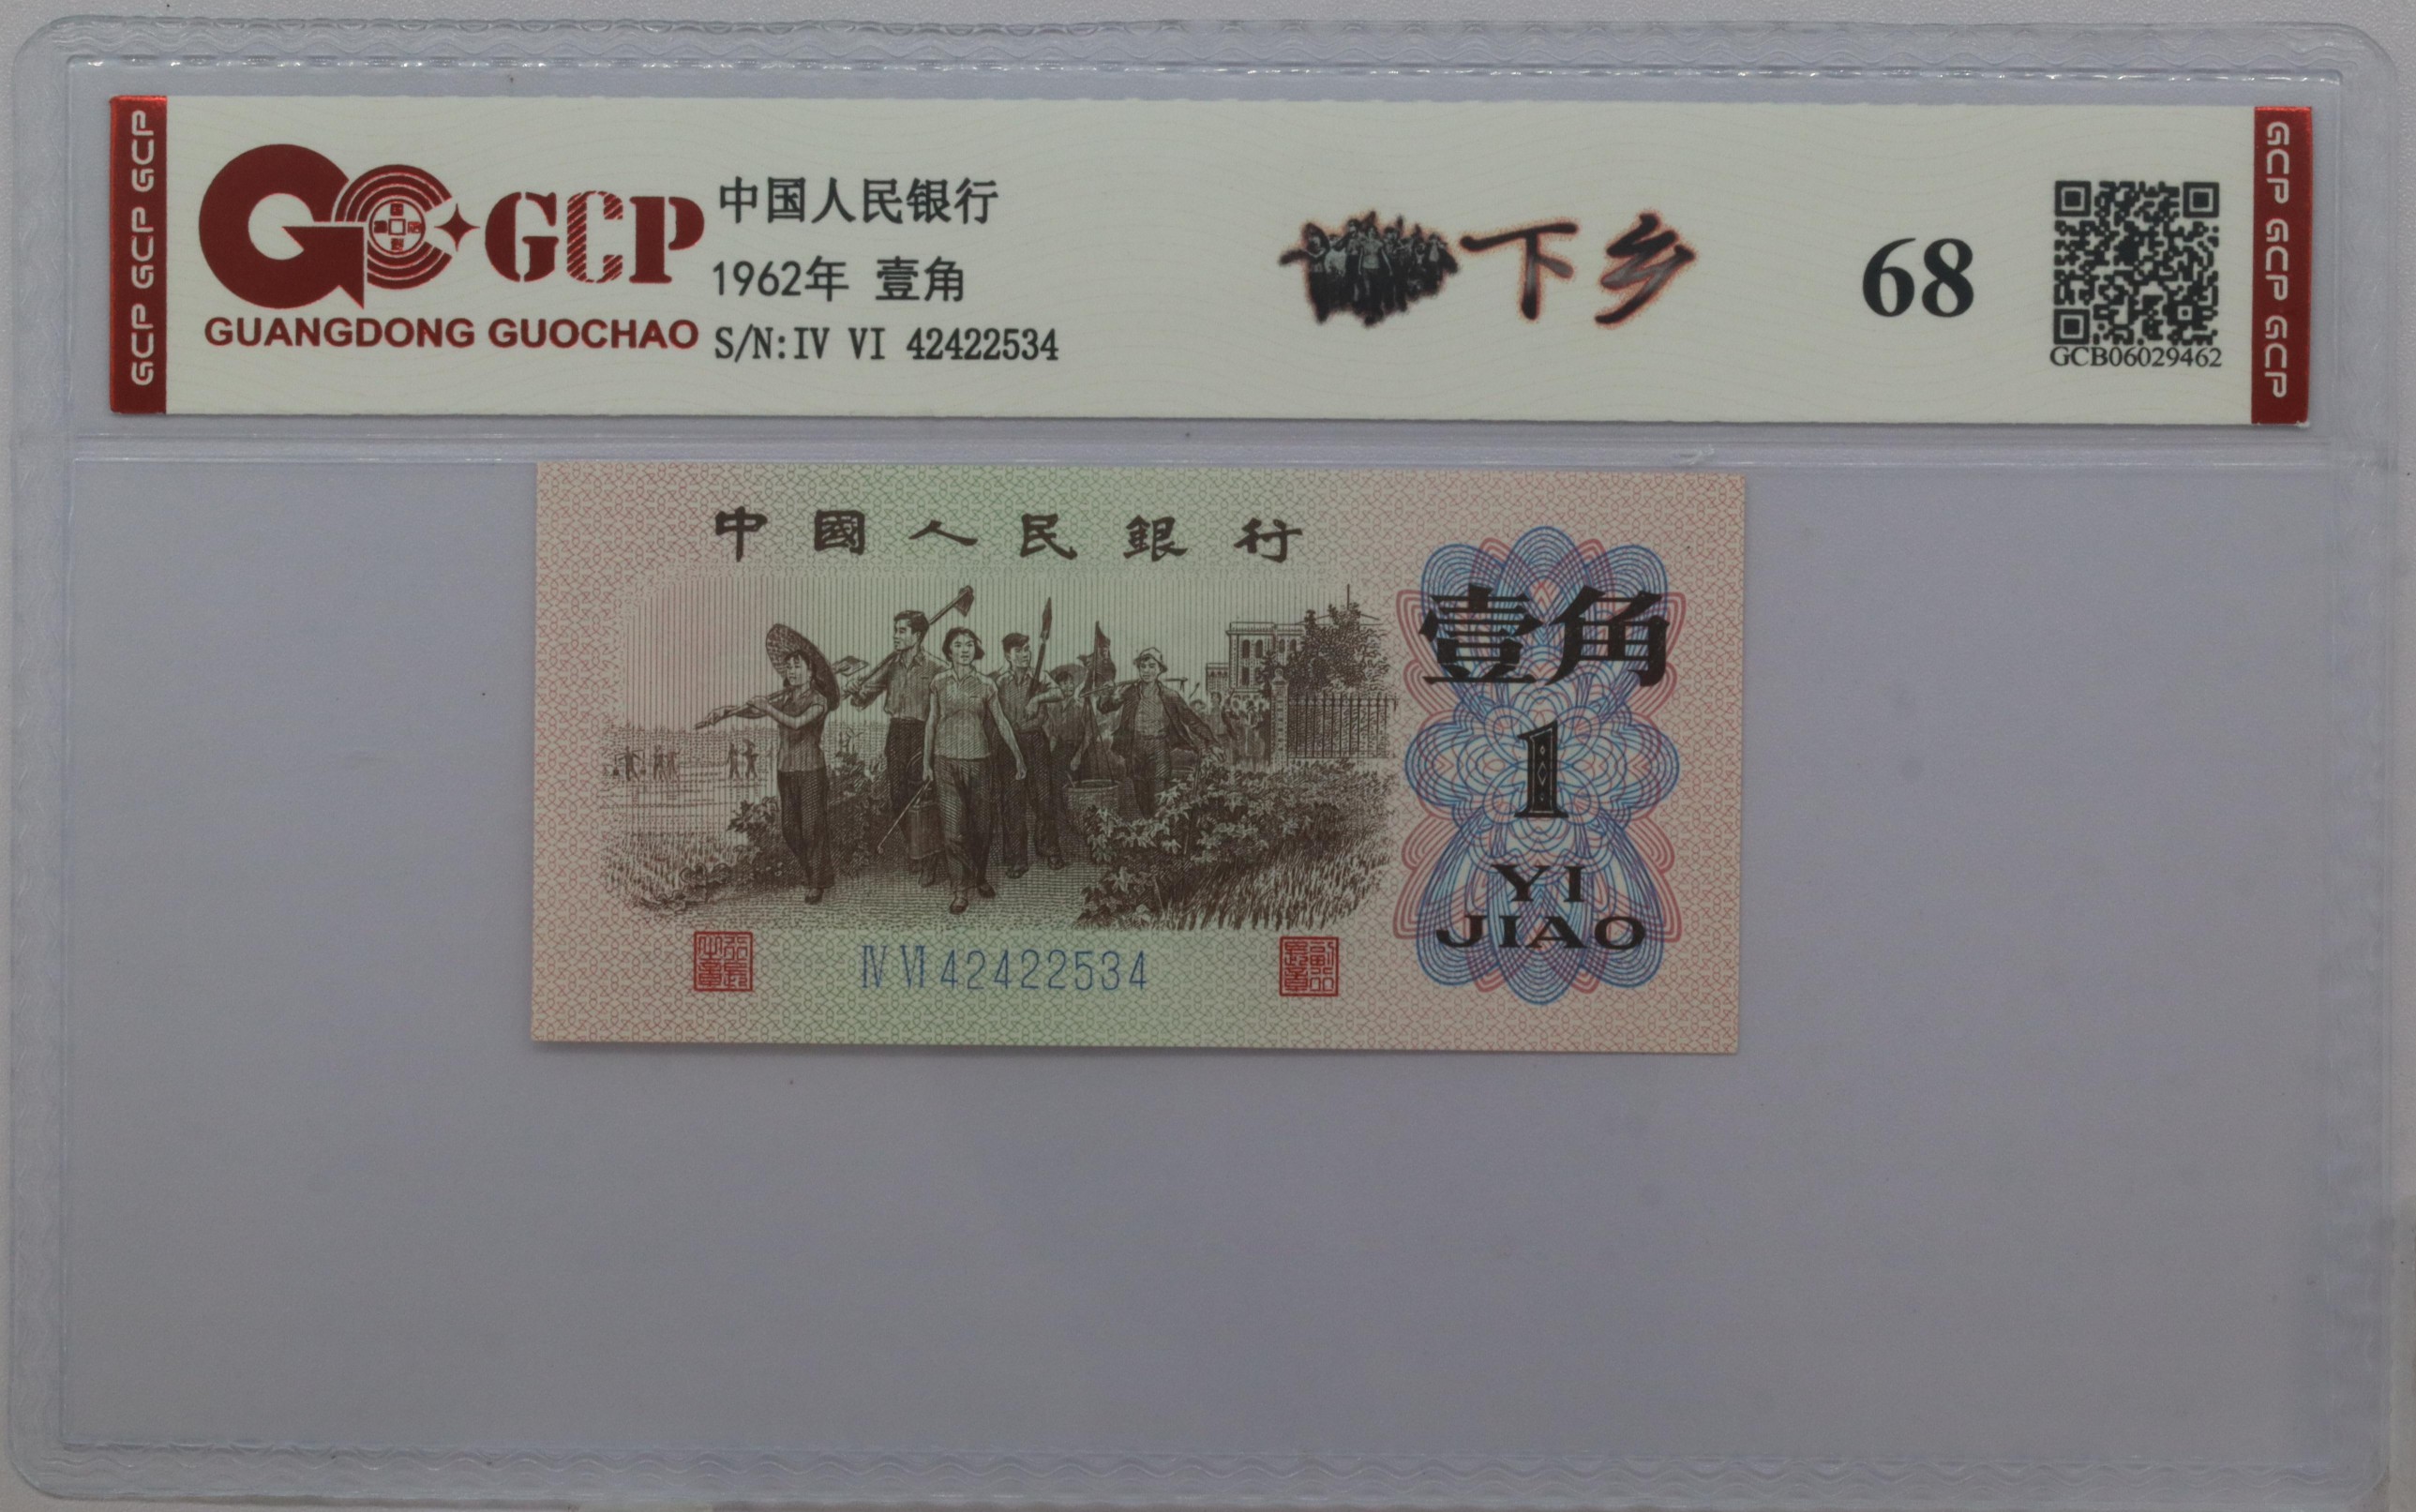 GCP GCP GCP
GCP
GUANGDONG GUOCHAO
中国人民银行
1962年 壹角
S/N:IV VI 42422534
下乡
68
GCB06029462
GCP GCP GCP
中國人民銀行
壹角
1
YI
JIAO
IV VI 42422534